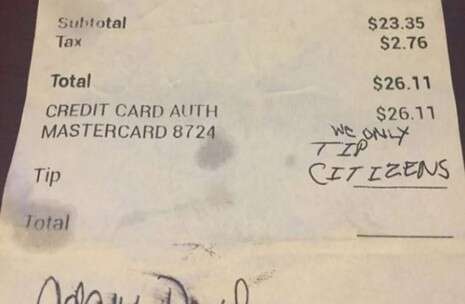 Subtotal $23.35
Tax $2.76
Total $26.11
CREDIT CARD AUTH $26.11
MASTERCARD 8724
WE ONLY
TIP
CITIZENS
Tip
Total